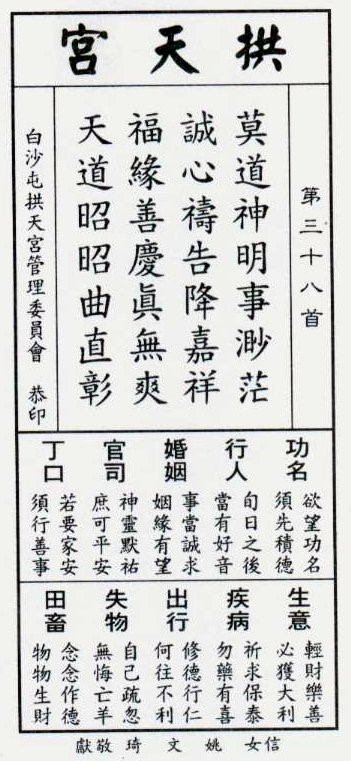 拱天宮
第三十八首
莫道神明事渺茫
誠心禱告降嘉祥
福緣善慶眞無爽
天道昭昭曲直彰
白沙屯拱天宮管理委員會 恭印
功名
欲望功名
須先積德
行人
旬日之後
當有好音
婚姻
事當誠求
姻緣有望
官司
神靈默祐
庶可平安
丁口
若要家安
須行善事
生意
輕財樂善
必獲大利
疾病
祈求保泰
勿藥有喜
出行
修德行仁
何往不利
失物
自己疏忽
無悔亡羊
田畜
念念作德
物物生財
信女 姚文琦 敬獻